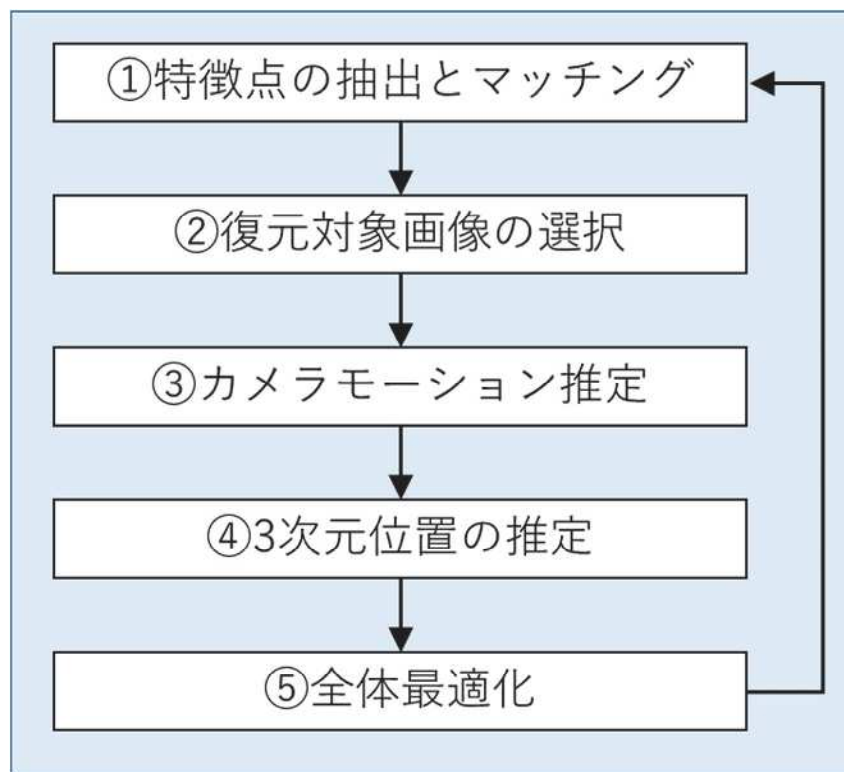 ①特徴点の抽出とマッチング
②復元対象画像の選択
③カメラモーション推定
④3次元位置の推定
⑤全体最適化